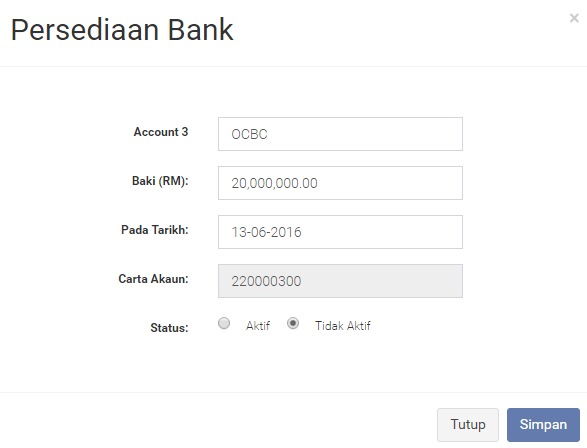 Persediaan Bank
×
Account 3 OCBC
Baki (RM): 20,000,000.00
Pada Tarikh: 13-06-2016
Carta Akaun: 220000300
Status: Aktif Tidak Aktif
Tutup Simpan